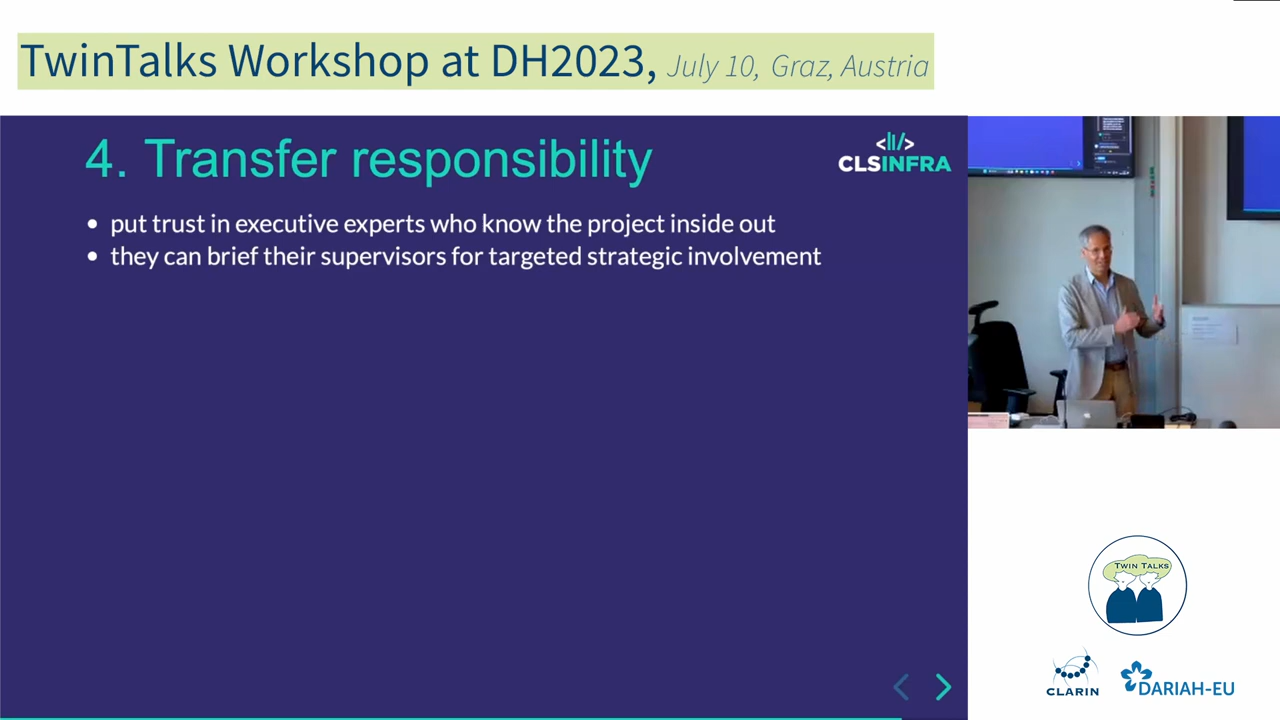 TwinTalks Workshop at DH2023, July 10, Graz, Austria
4. Transfer responsibility
CLSINFRA
• put trust in executive experts who know the project inside out
• they can brief their supervisors for targeted strategic involvement
TWIN TALKS
CLARIN
DARIAH-EU